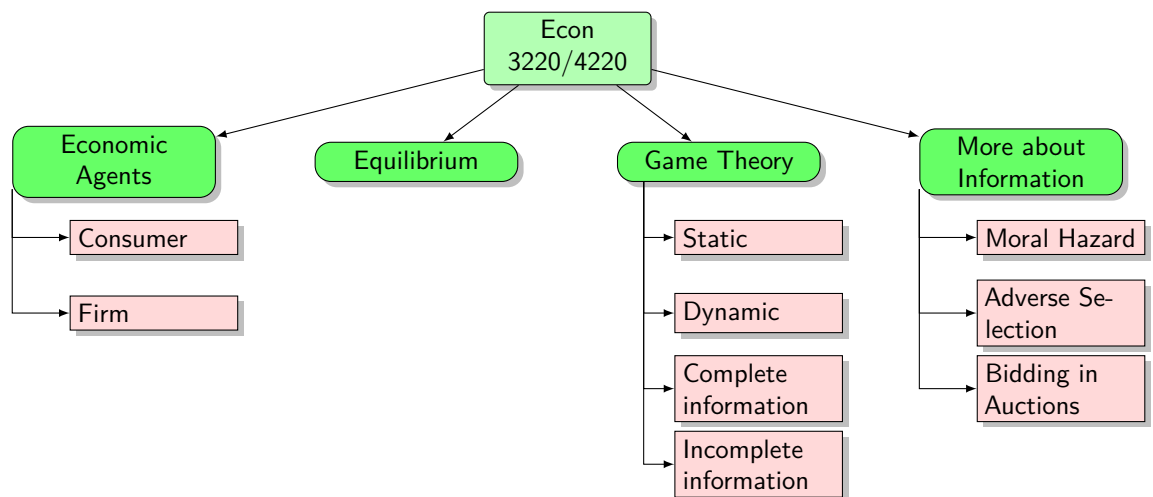 Econ
3220/4220
Economic
Agents
Equilibrium
Game Theory
More about
Information
Consumer
Static
Moral Hazard
Firm
Dynamic
Adverse Se-
lection
Complete
information
Bidding in
Auctions
Incomplete
information